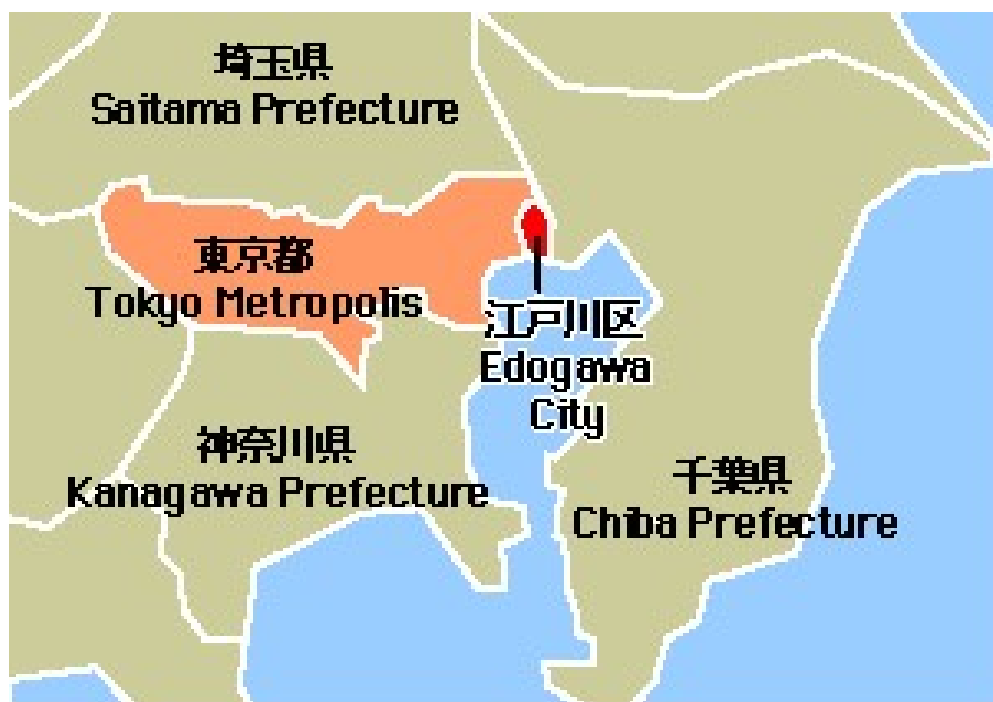 埼玉県
Saitama Prefecture
東京都
Tokyo Metropolis
江戸川区
Edogawa
City
神奈川県
Kanagawa Prefecture
千葉県
Chiba Prefecture